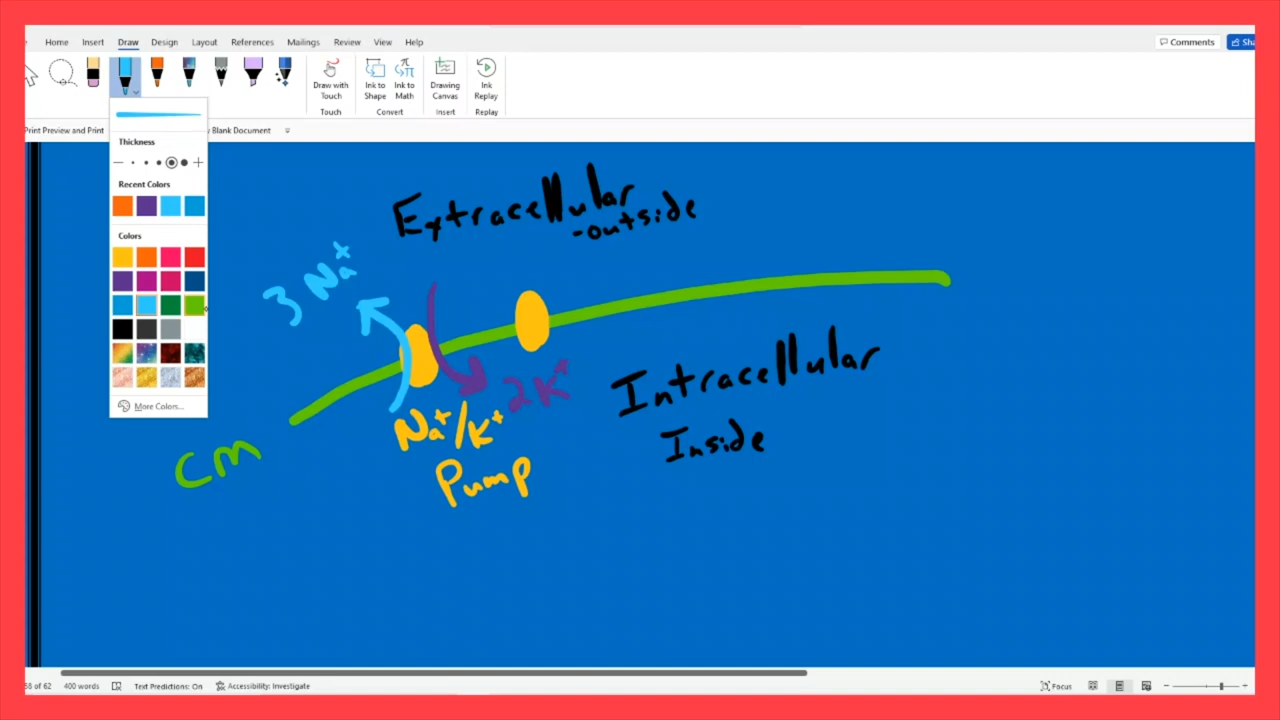 Home Insert Draw Design Layout References Mailings Review View Help
Comments
Draw with Touch
Ink to Shape
Ink to Math
Drawing Canvas
Ink Replay
Touch Convert Insert Replay
Print Preview and Print
Blank Document
Thickness
Recent Colors
Colors
More Colors...
Extracellular
-outside
3 Na+
2K+
Na+/K+
Pump
Intracellular
Inside
CM
58 of 62 400 words Text Predictions: On Accessibility: Investigate Focus